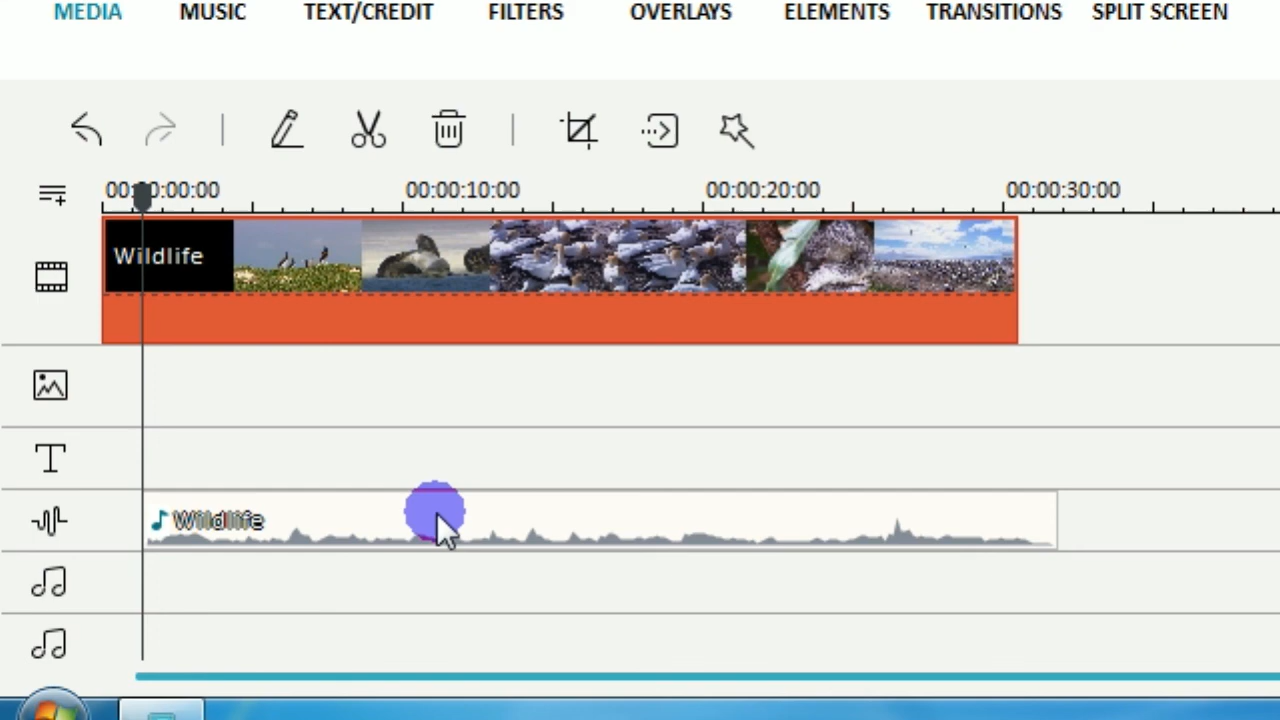 MEDIA MUSIC TEXT/CREDIT FILTERS OVERLAYS ELEMENTS TRANSITIONS SPLIT SCREEN
00:00:00:00 00:00:10:00 00:00:20:00 00:00:30:00
Wildlife
T
Wildlife